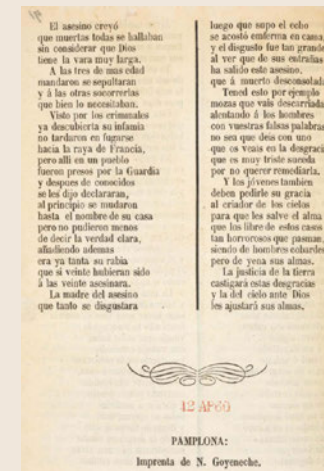 El asesino creyó
que muertas todas se hallaban
sin considerar que Dios
tiene la vara muy larga.
A las tres de mas edad
mandaron se sepultaran
y á las otras socorrerlas
que bien lo necesitaban.
Visto por los criminales
ya descubierta su infamia
no tardaron en fugarse
hacia la raya de Francia,
pero allí en un pueblo
fueron presos por la Guardia
y despues de conocidos
se les dijo declararan,
al principio se mudaron
hasta el nombre de su casa
pero no pudieron menos
de decir la verdad clara,
añadiendo ademas
era ya tanta su rabia
que si veinte hubieran sido
á las veinte asesinara.
La madre del asesino
que tanto se disgustara
luego que supo el echo
se acostó enferma en cama,
y el disgusto fue tan grande
al ver que de sus entrañas
ha salido este asesino,
que á muerto desconsolada
Tened esto por ejemplo
mozas que vais descarriadas
alentando á los hombres
con vuestras falsas palabras
no sea que deis con uno
que os veais en la desgracia
que es muy triste suceda
por no querer remediarla.
Y los jóvenes tambien
deben pedirle su gracia
al criador de los cielos
para que les salve el alma
que los libre de estos casos
tan horrorosos que pasman,
siendo de hombres cobardes
pero de yena sus almas.
La justicia de la tierra
castigará estas desgracias
y la del cielo ante Dios
les ajustará sus almas.
PAMPLONA:
Imprenta de N. Goyeneche.